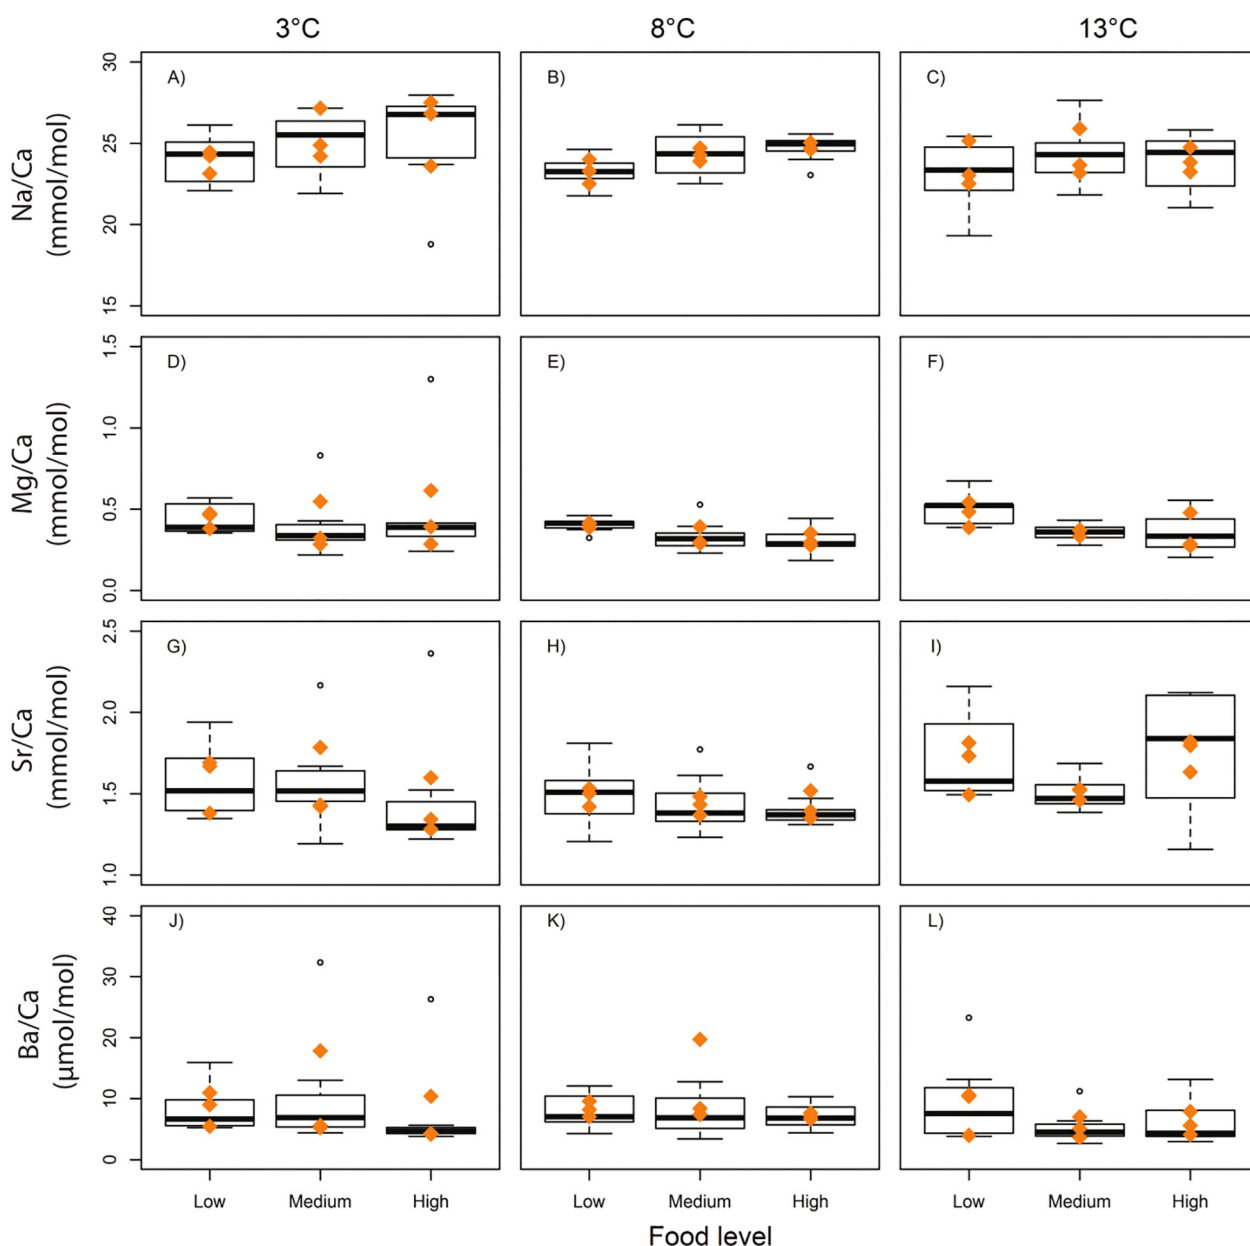 3°C 8°C 13°C
A) B) C)
Na/Ca
(mmol/mol)
30
25
20
15
D) E) F)
Mg/Ca
(mmol/mol)
1.5
1.0
0.5
0.0
G) H) I)
Sr/Ca
(mmol/mol)
2.5
2.0
1.5
1.0
J) K) L)
Ba/Ca
(μmol/mol)
40
30
20
10
0
Low Medium High Low Medium High Low Medium High
Food level